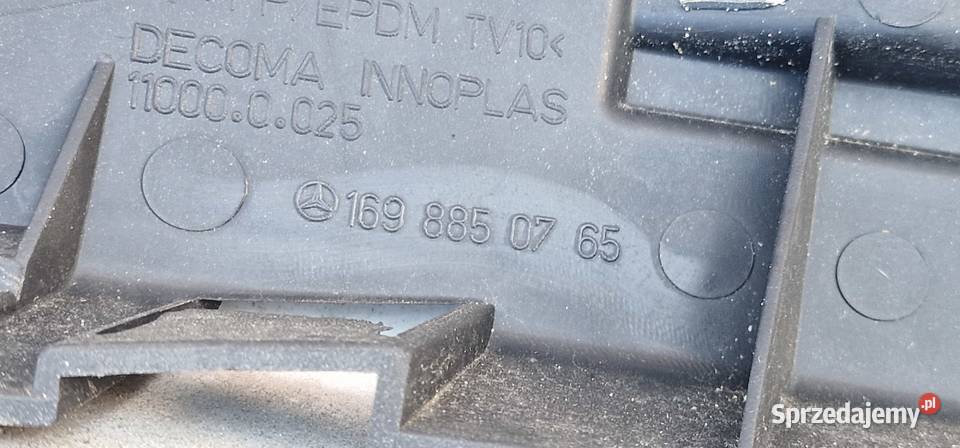 P/EPDM TV10<
DECOMA INNOPLAS
11000.0.025
169 885 07 65
Sprzedajemy.pl